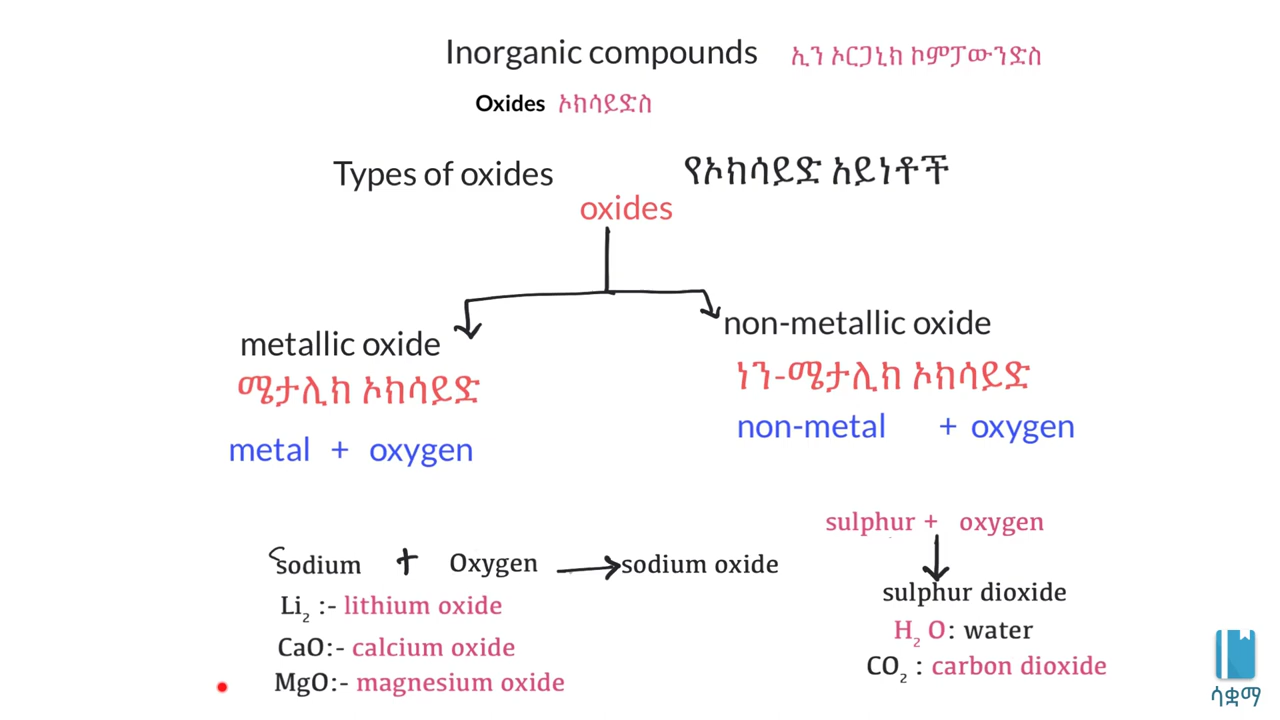 Inorganic compounds ኢን ኦርጋኒክ ኮምፓውንድስ
Oxides ኦክሳይድስ
Types of oxides የኦክሳይድ አይነቶች
oxides
metallic oxide
ሜታሊክ ኦክሳይድ
metal + oxygen
non-metallic oxide
ነን-ሜታሊክ ኦክሳይድ
non-metal + oxygen
Sodium + Oxygen → sodium oxide
Li₂ :- lithium oxide
CaO:- calcium oxide
MgO:- magnesium oxide
sulphur + oxygen
sulphur dioxide
H₂ O: water
CO₂ : carbon dioxide
ሳቋማ